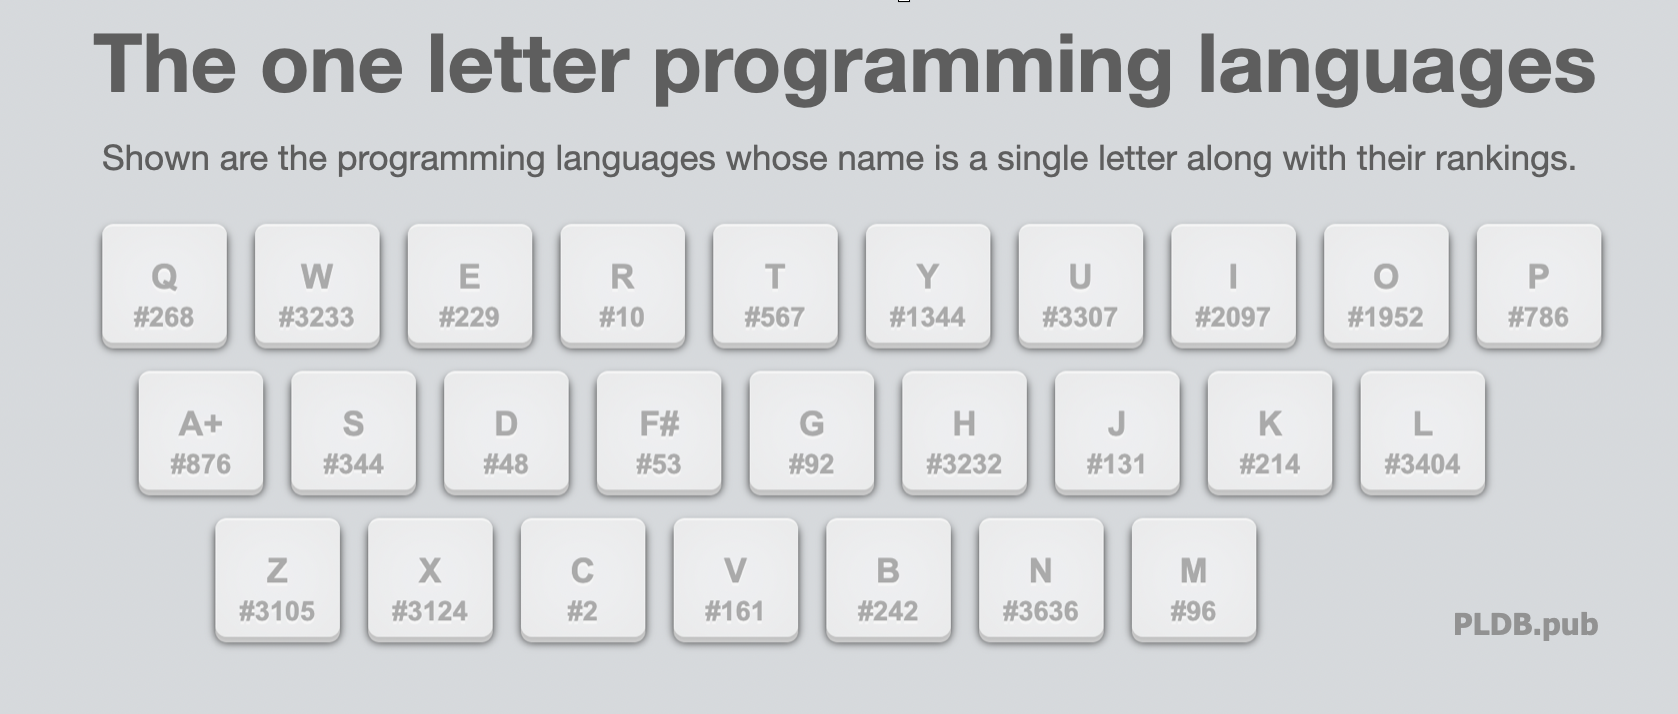 The one letter programming languages
Shown are the programming languages whose name is a single letter along with their rankings.
Q W E R T Y U I O P
#268 #3233 #229 #10 #567 #1344 #3307 #2097 #1952 #786
A+ S D F# G H J K L
#876 #344 #48 #53 #92 #3232 #131 #214 #3404
Z X C V B N M
#3105 #3124 #2 #161 #242 #3636 #96
PLDB.pub